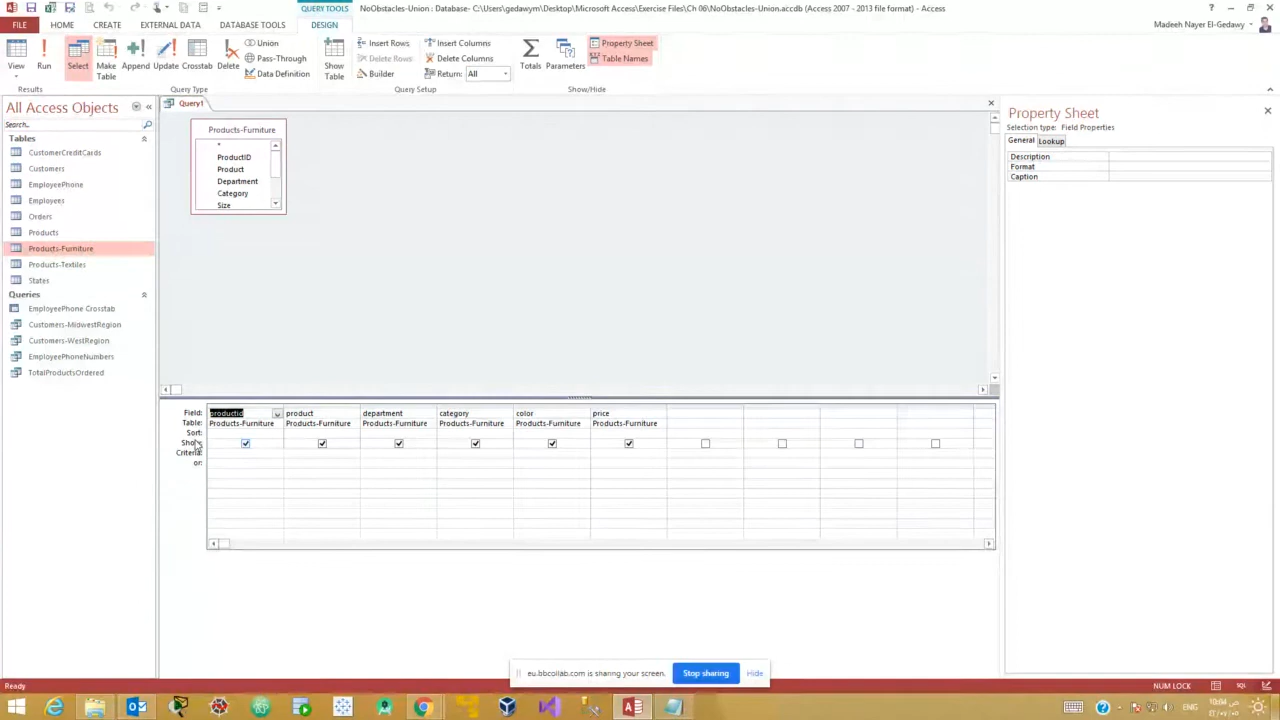 QUERY TOOLS
NoObstacles-Union : Database- C:\Users\gedawym\Desktop\Microsoft Access\Exercise Files\Ch 06\NoObstacles-Union.accdb (Access 2007 - 2013 file format) - Access
FILE HOME CREATE EXTERNAL DATA DATABASE TOOLS DESIGN
Madeeh Nayer El-Gedawy
View Run Select Make Table Append Update Crosstab Delete
Union
Pass-Through
Data Definition
Show Table
Insert Rows
Delete Rows
Builder
Insert Columns
Delete Columns
Return: All
Totals Parameters
Property Sheet
Table Names
Results Query Type Query Setup Show/Hide
All Access Objects
Search..
Tables
CustomerCreditCards
Customers
EmployeePhone
Employees
Orders
Products
Products-Furniture
Products-Textiles
States
Queries
EmployeePhone Crosstab
Customers-MidwestRegion
Customers-WestRegion
EmployeePhoneNumbers
TotalProductsOrdered
Query1
Products-Furniture
*
ProductID
Product
Department
Category
Size
Field: productid product department category color price
Table: Products-Furniture Products-Furniture Products-Furniture Products-Furniture Products-Furniture Products-Furniture
Sort:
Show:
Criteria:
or:
Property Sheet
Selection type: Field Properties
General Lookup
Description
Format
Caption
eu.bbcollab.com is sharing your screen. Stop sharing Hide
Ready
NUM LOCK SQL
ENG